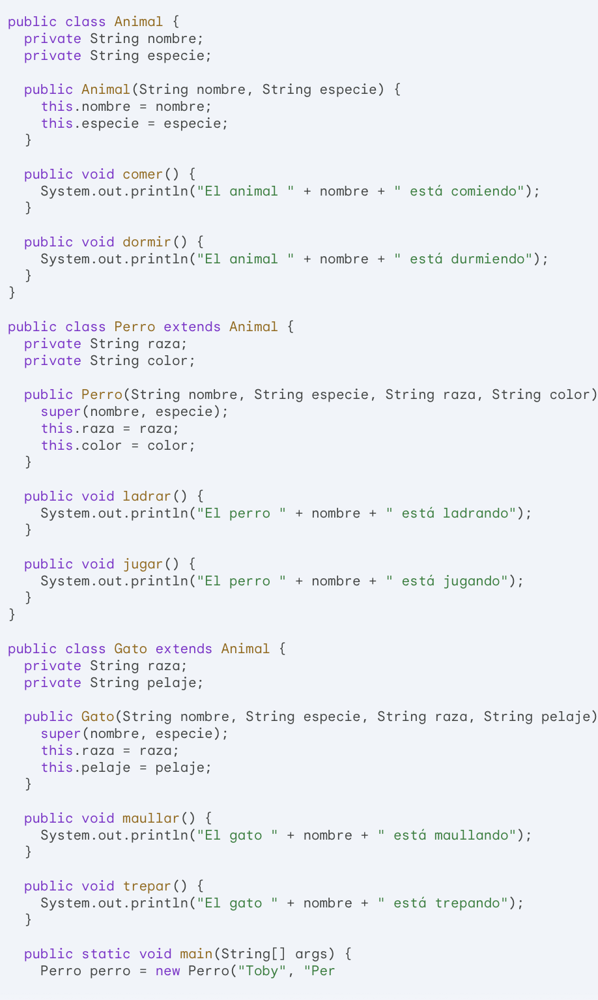 public class Animal {
  private String nombre;
  private String especie;

  public Animal(String nombre, String especie) {
    this.nombre = nombre;
    this.especie = especie;
  }

  public void comer() {
    System.out.println("El animal " + nombre + " está comiendo");
  }

  public void dormir() {
    System.out.println("El animal " + nombre + " está durmiendo");
  }
}

public class Perro extends Animal {
  private String raza;
  private String color;

  public Perro(String nombre, String especie, String raza, String color)
    super(nombre, especie);
    this.raza = raza;
    this.color = color;
  }

  public void ladrar() {
    System.out.println("El perro " + nombre + " está ladrando");
  }

  public void jugar() {
    System.out.println("El perro " + nombre + " está jugando");
  }
}

public class Gato extends Animal {
  private String raza;
  private String pelaje;

  public Gato(String nombre, String especie, String raza, String pelaje)
    super(nombre, especie);
    this.raza = raza;
    this.pelaje = pelaje;
  }

  public void maullar() {
    System.out.println("El gato " + nombre + " está maullando");
  }

  public void trepar() {
    System.out.println("El gato " + nombre + " está trepando");
  }

  public static void main(String[] args) {
    Perro perro = new Perro("Toby", "Per